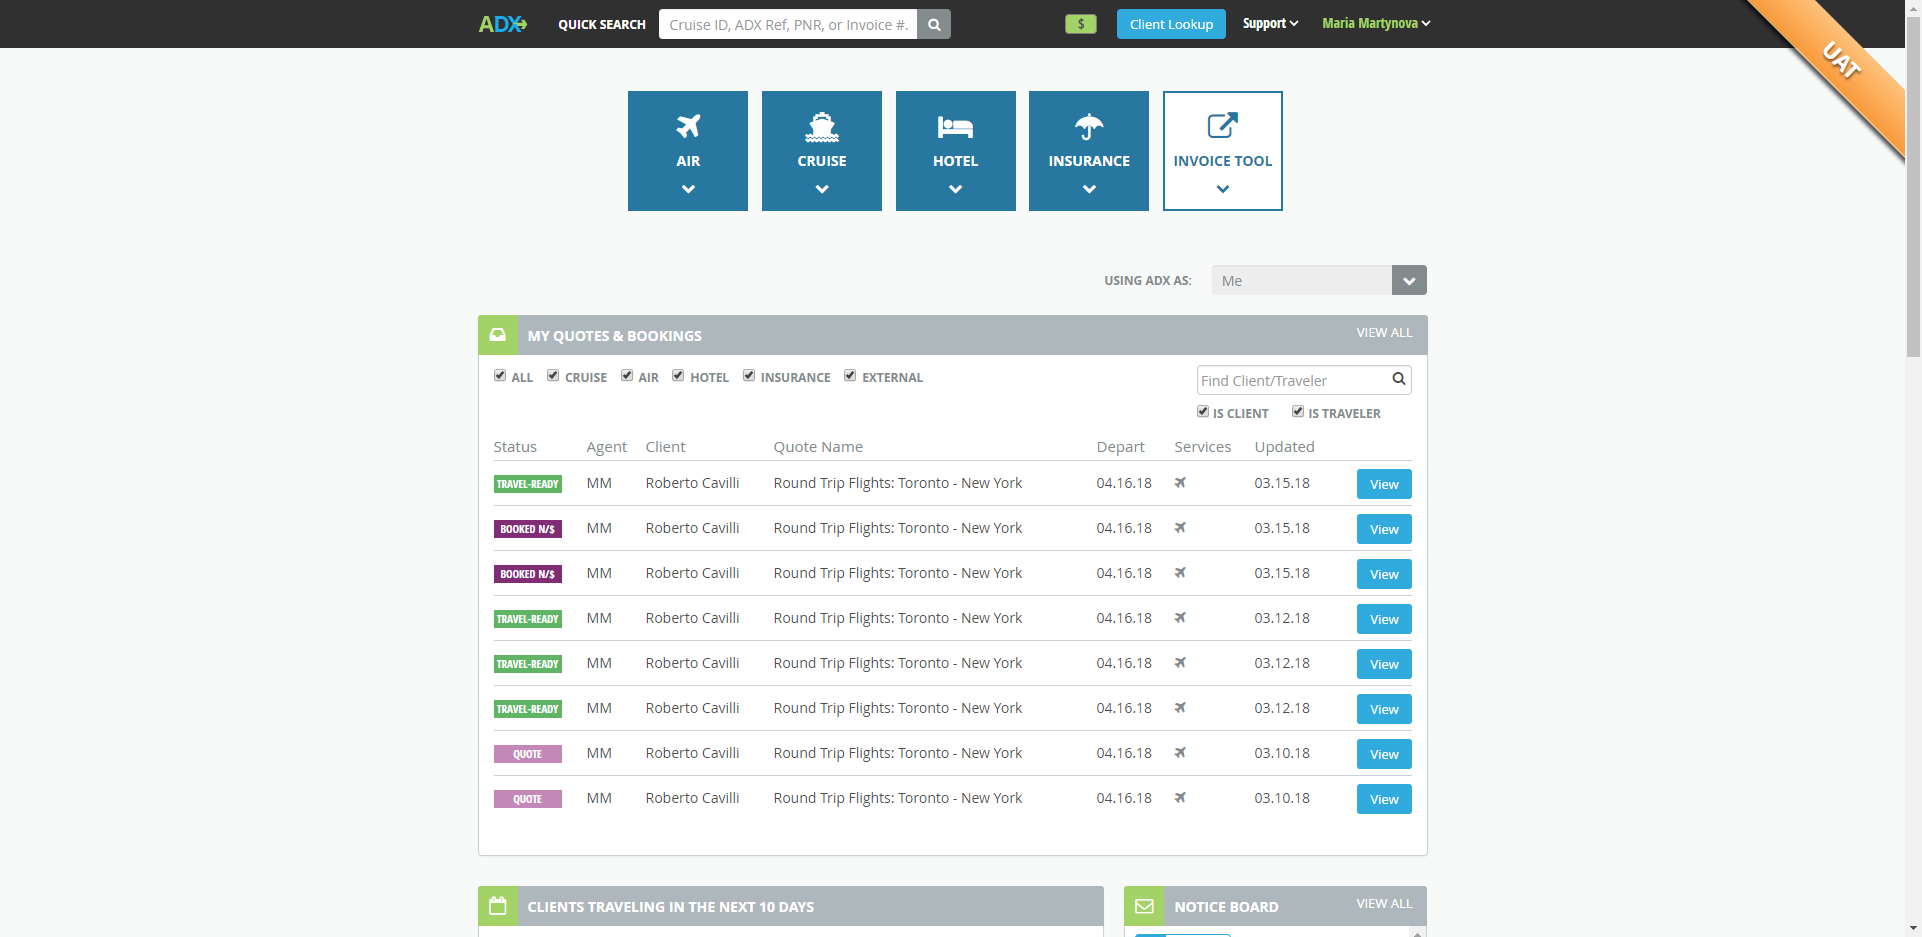 ADX QUICK SEARCH Cruise ID, ADX Ref, PNR, or Invoice #. $ Client Lookup Support Maria Martynova
UAT
AIR CRUISE HOTEL INSURANCE INVOICE TOOL
USING ADX AS: Me
MY QUOTES & BOOKINGS VIEW ALL
ALL CRUISE AIR HOTEL INSURANCE EXTERNAL Find Client/Traveler
IS CLIENT IS TRAVELER
Status Agent Client Quote Name Depart Services Updated
TRAVEL-READY MM Roberto Cavilli Round Trip Flights: Toronto - New York 04.16.18 03.15.18 View
BOOKED N/$ MM Roberto Cavilli Round Trip Flights: Toronto - New York 04.16.18 03.15.18 View
BOOKED N/$ MM Roberto Cavilli Round Trip Flights: Toronto - New York 04.16.18 03.15.18 View
TRAVEL-READY MM Roberto Cavilli Round Trip Flights: Toronto - New York 04.16.18 03.12.18 View
TRAVEL-READY MM Roberto Cavilli Round Trip Flights: Toronto - New York 04.16.18 03.12.18 View
TRAVEL-READY MM Roberto Cavilli Round Trip Flights: Toronto - New York 04.16.18 03.12.18 View
QUOTE MM Roberto Cavilli Round Trip Flights: Toronto - New York 04.16.18 03.10.18 View
QUOTE MM Roberto Cavilli Round Trip Flights: Toronto - New York 04.16.18 03.10.18 View
CLIENTS TRAVELING IN THE NEXT 10 DAYS NOTICE BOARD VIEW ALL